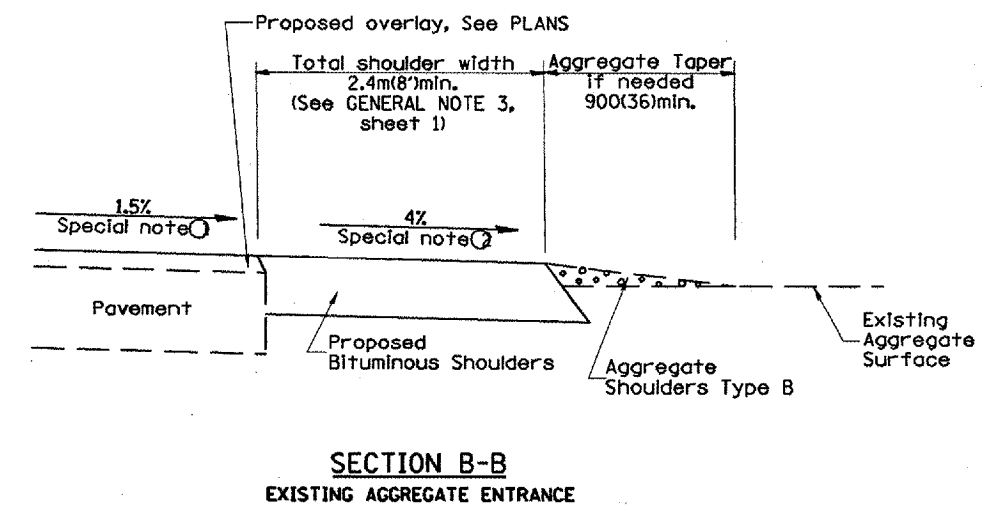 Proposed overlay, See PLANS
Total shoulder width
2.4m(8')min.
(See GENERAL NOTE 3,
sheet 1)
Aggregate Taper
if needed
900(36)min.
1.5%
Special note 1
4%
Special note 2
Pavement
Proposed
Bituminous Shoulders
Aggregate
Shoulders Type B
Existing
Aggregate
Surface
SECTION B-B
EXISTING AGGREGATE ENTRANCE